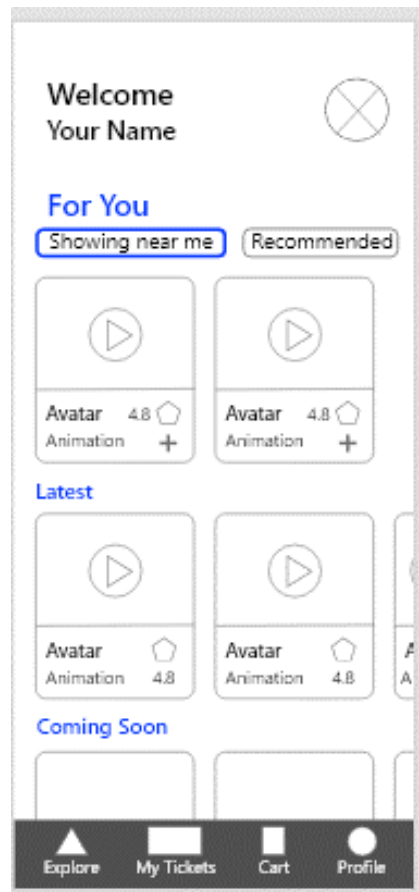 Welcome
Your Name
For You
Showing near me Recommended
Avatar 4.8 Avatar 4.8
Animation + Animation +
Latest
Avatar Avatar A
Animation 4.8 Animation 4.8 A
Coming Soon
Explore My Tickets Cart Profile